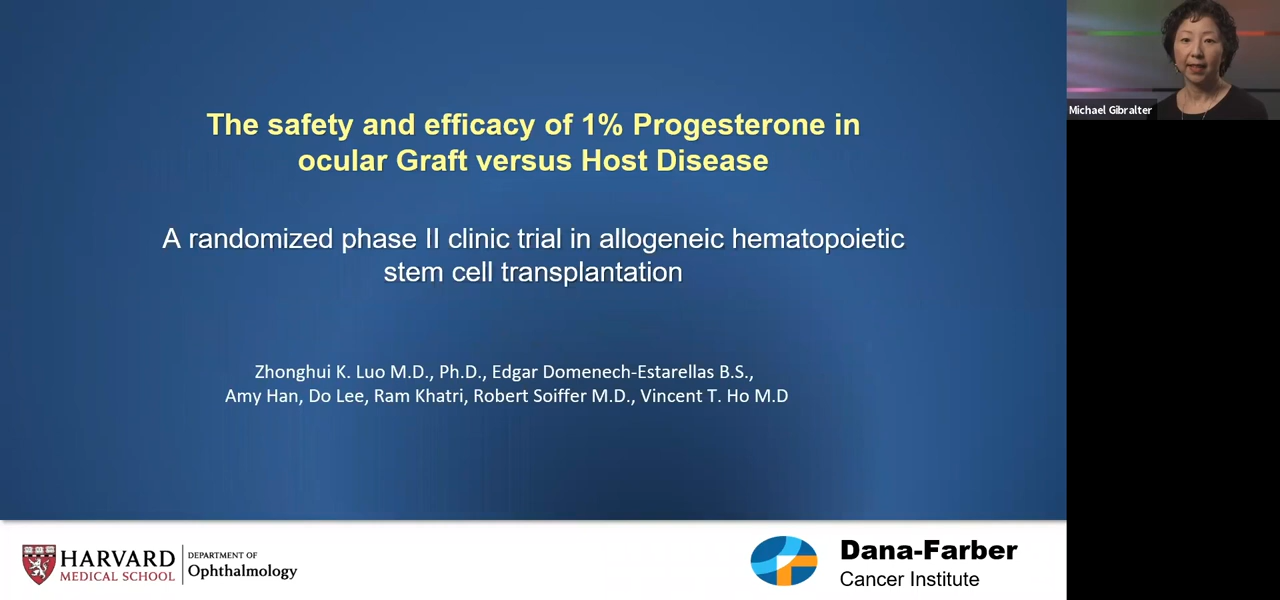 The safety and efficacy of 1% Progesterone in
ocular Graft versus Host Disease
A randomized phase II clinic trial in allogeneic hematopoietic
stem cell transplantation
Zhonghui K. Luo M.D., Ph.D., Edgar Domenech-Estarellas B.S.,
Amy Han, Do Lee, Ram Khatri, Robert Soiffer M.D., Vincent T. Ho M.D
HARVARD
MEDICAL SCHOOL
DEPARTMENT OF
Ophthalmology
Dana-Farber
Cancer Institute
Michael Gibralter